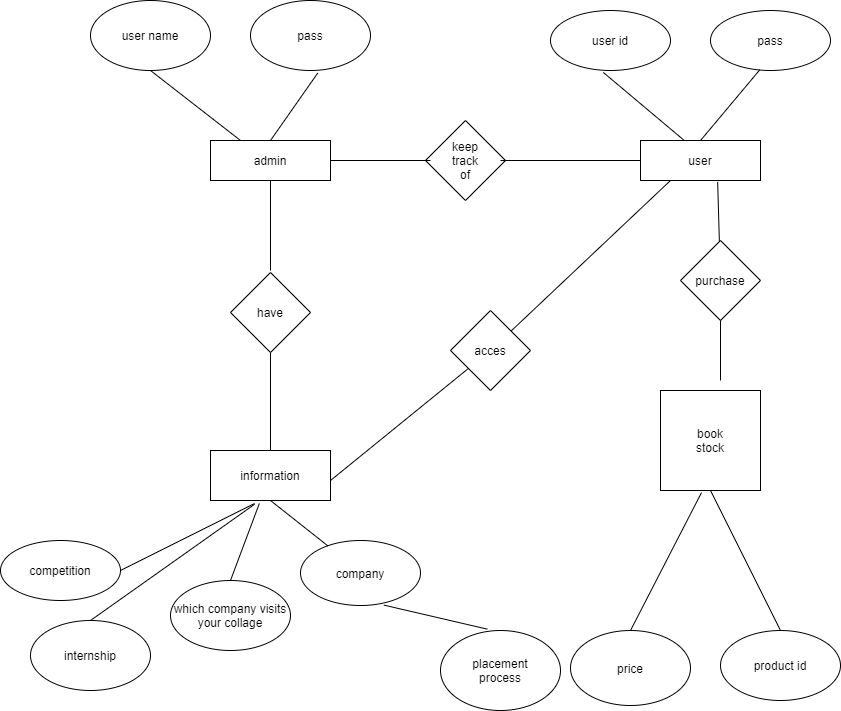 user name
pass
user id
pass
admin
keep
track
of
user
have
purchase
acces
book
stock
information
competition
company
which company visits
your collage
internship
placement
process
price
product id